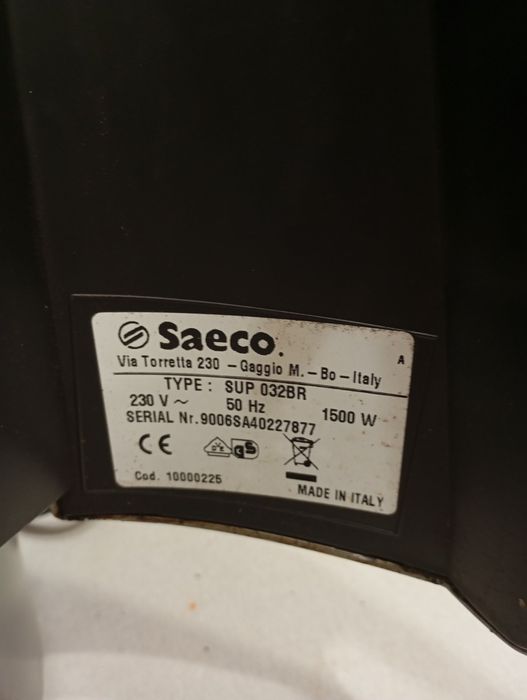 Saeco.
A
Via Torretta 230 – Gaggio M. – Bo – Italy
TYPE : SUP 032BR
230 V ~ 50 Hz 1500 W
SERIAL Nr. 9006SA40227877
CE GS
Cod. 10000225
MADE IN ITALY